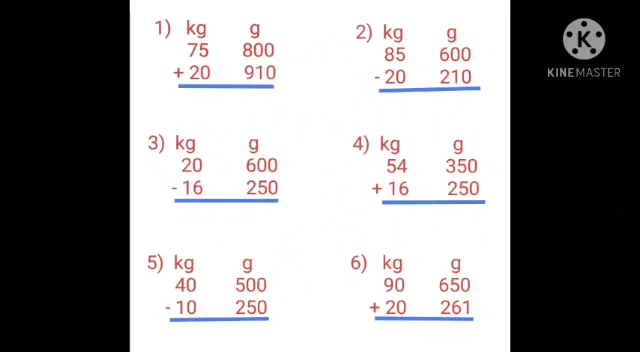 1) kg g
75 800
+ 20 910
2) kg g
85 600
- 20 210
K
KINEMASTER
3) kg g
20 600
- 16 250
4) kg g
54 350
+ 16 250
5) kg g
40 500
- 10 250
6) kg g
90 650
+ 20 261